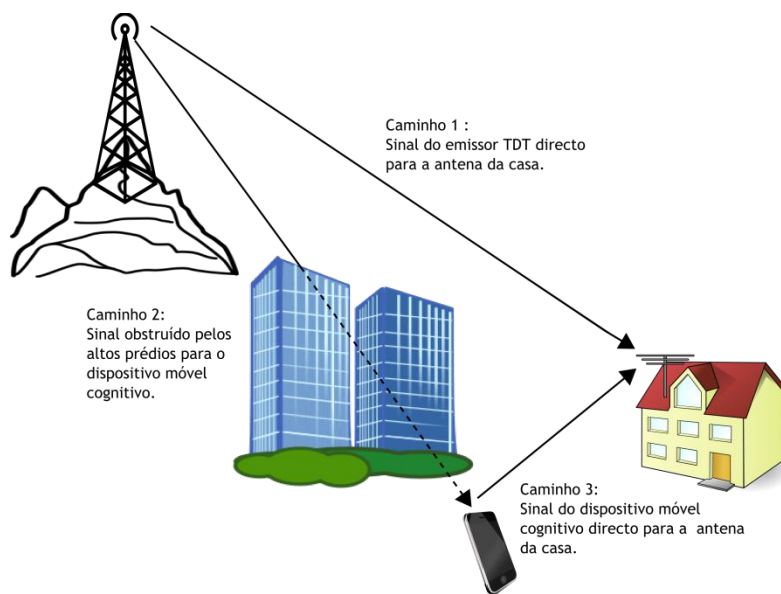 Caminho 1 :
Sinal do emissor TDT directo
para a antena da casa.
Caminho 2:
Sinal obstruído pelos
altos prédios para o
dispositivo móvel
cognitivo.
Caminho 3:
Sinal do dispositivo móvel
cognitivo directo para a antena
da casa.